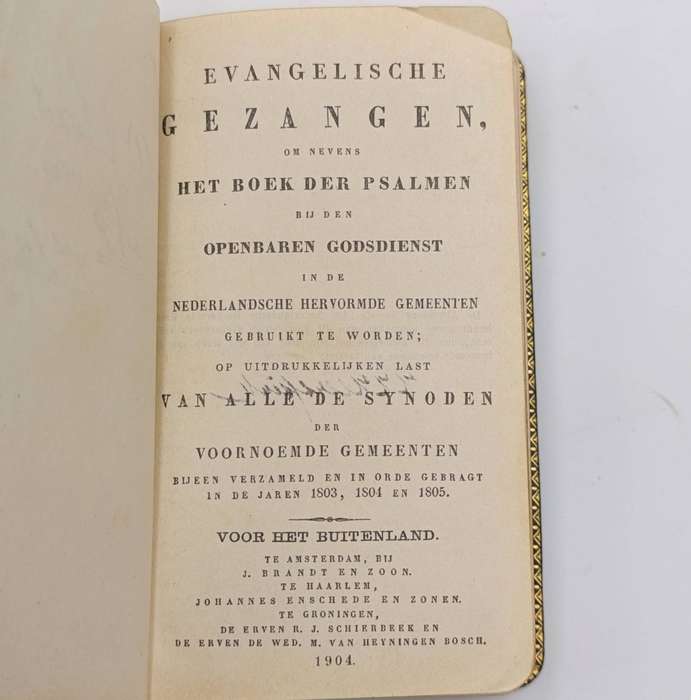 EVANGELISCHE
GEZANGEN,
OM NEVENS
HET BOEK DER PSALMEN
BIJ DEN
OPENBAREN GODSDIENST
IN DE
NEDERLANDSCHE HERVORMDE GEMEENTEN
GEBRUIKT TE WORDEN;
OP UITDRUKKELIJKEN LAST
VAN ALLE DE SYNODEN
DER
VOORNOEMDE GEMEENTEN
BIJEEN VERZAMELD EN IN ORDE GEBRAGT
IN DE JAREN 1803, 1804 EN 1805.
VOOR HET BUITENLAND.
TE AMSTERDAM, BIJ
J. BRANDT EN ZOON.
TE HAARLEM,
JOHANNES ENSCHEDE EN ZONEN.
TE GRONINGEN,
DE ERVEN R. J. SCHIERBEEK EN
DE ERVEN DE WED. M. VAN HEYNINGEN BOSCH.
1904.